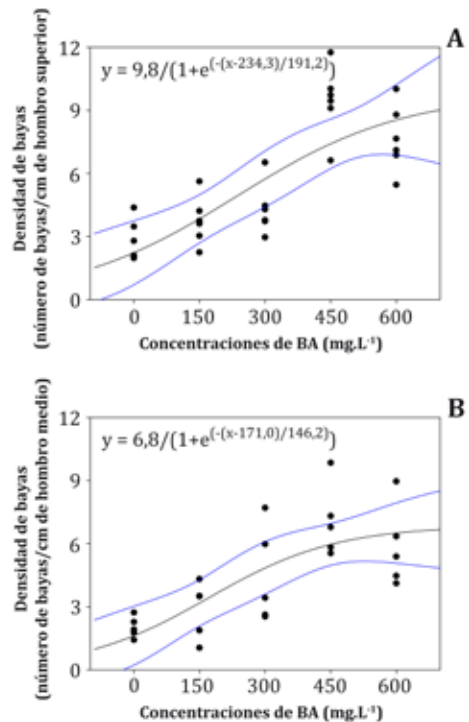 A
y = 9,8/(1+e(-(x-234,3)/191,2))
Densidad de bayas
(número de bayas/cm de hombro superior)
12
9
6
3
0
0 150 300 450 600
Concentraciones de BA (mg.L-1)
B
y = 6,8/(1+e(-(x-171,0)/146,2))
Densidad de bayas
(número de bayas/cm de hombro medio)
12
9
6
3
0
0 150 300 450 600
Concentraciones de BA (mg.L-1)